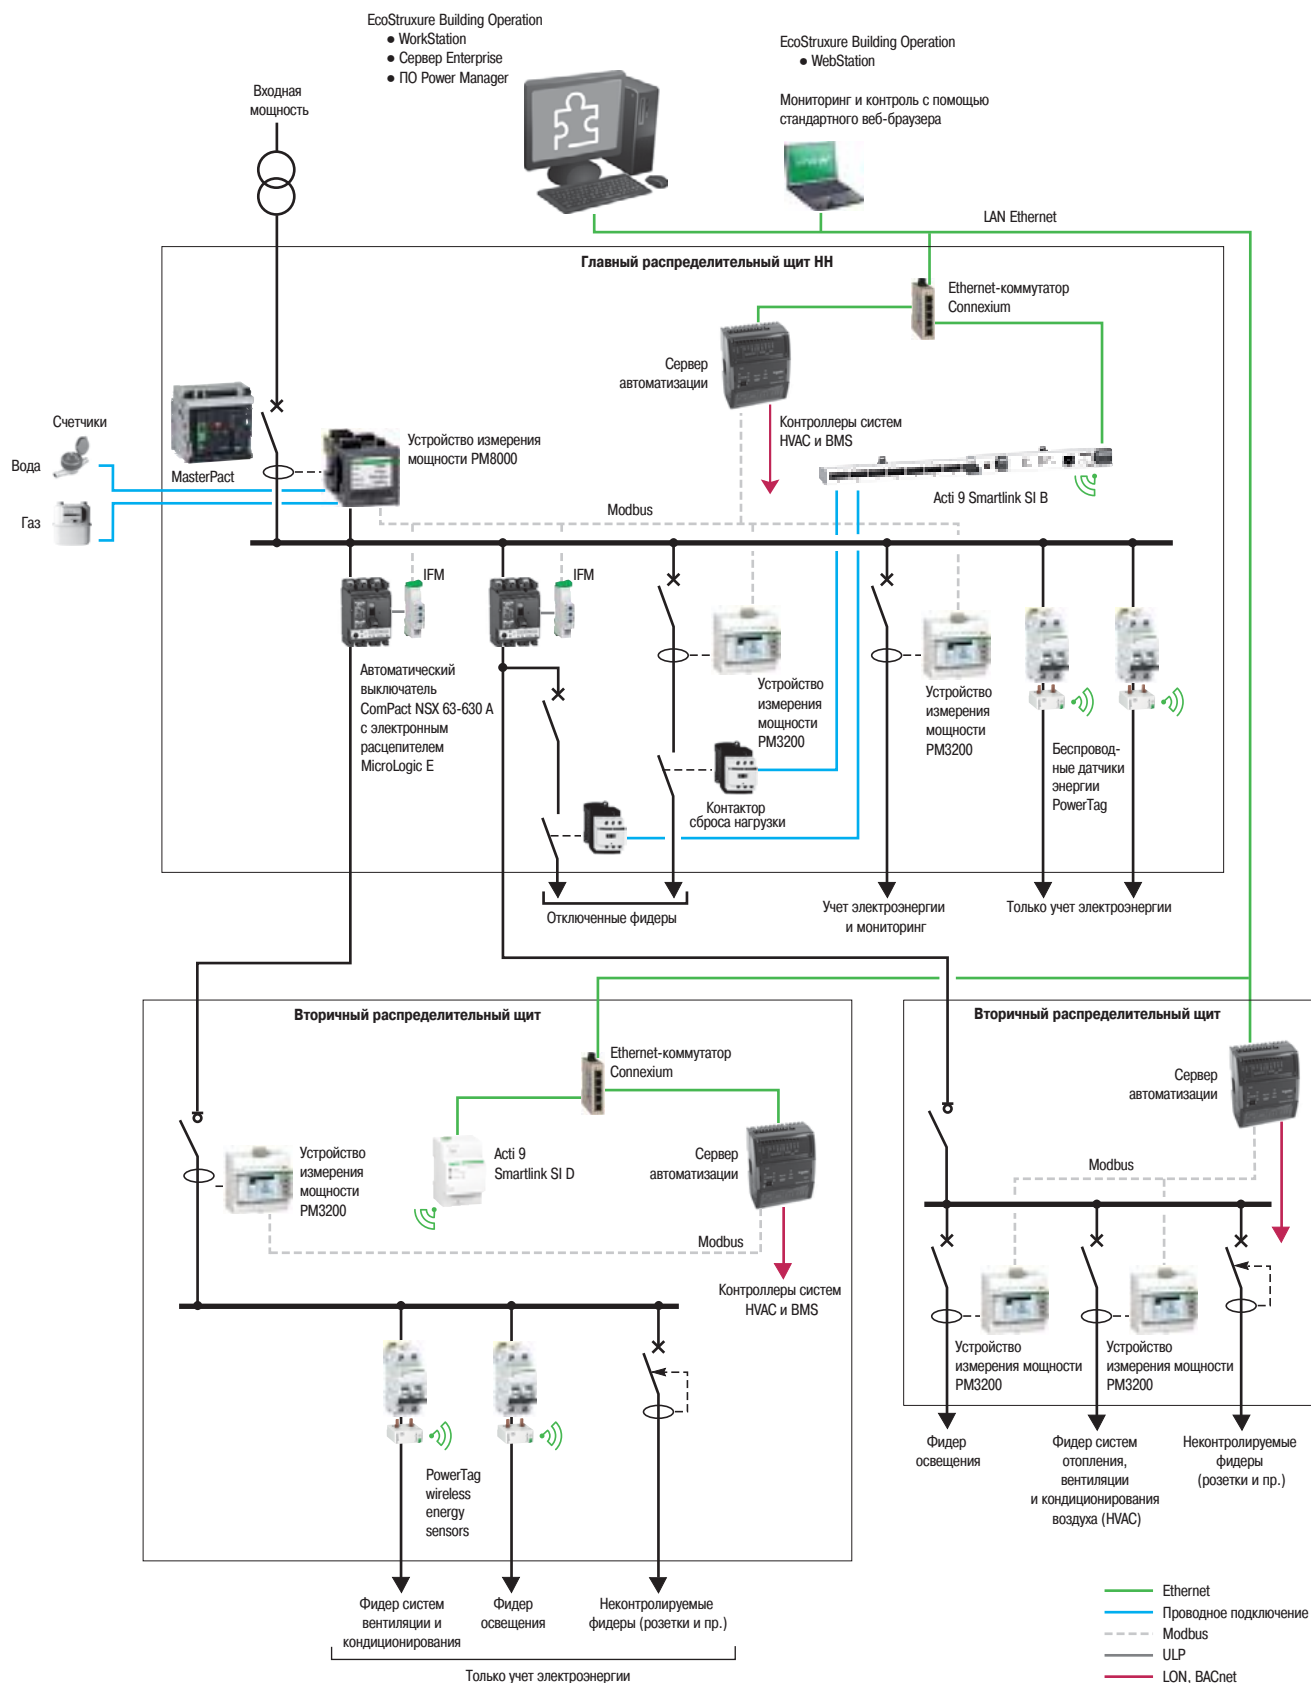 EcoStruxure Building Operation
● WorkStation
● Сервер Enterprise
● ПО Power Manager
EcoStruxure Building Operation
● WebStation
Мониторинг и контроль с помощью
стандартного веб-браузера
Входная
мощность
LAN Ethernet
Главный распределительный щит НН
Ethernet-коммутатор
Connexium
Сервер
автоматизации
Контроллеры систем
HVAC и BMS
Счетчики
Вода
Газ
MasterPact
Устройство измерения
мощности PM8000
Acti 9 Smartlink SI B
Modbus
IFM
IFM
Автоматический
выключатель
ComPact NSX 63-630 A
с электронным
расцепителем
MicroLogic E
Устройство
измерения
мощности
PM3200
Устройство
измерения
мощности
PM3200
Беспровод-
ные датчики
энергии
PowerTag
Контактор
сброса нагрузки
Отключенные фидеры
Учет электроэнергии
и мониторинг
Только учет электроэнергии
Вторичный распределительный щит
Ethernet-коммутатор
Connexium
Устройство
измерения
мощности
PM3200
Acti 9
Smartlink SI D
Сервер
автоматизации
Modbus
Контроллеры систем
HVAC и BMS
PowerTag
wireless
energy
sensors
Фидер систем
вентиляции и
кондиционирования
Фидер
освещения
Неконтролируемые
фидеры (розетки и пр.)
Только учет электроэнергии
Вторичный распределительный щит
Сервер
автоматизации
Modbus
Устройство
измерения мощности
PM3200
Устройство
измерения мощности
PM3200
Фидер
освещения
Фидер систем
отопления,
вентиляции
и кондиционирования
воздуха (HVAC)
Неконтролируемые
фидеры
(розетки и пр.)
Ethernet
Проводное подключение
Modbus
ULP
LON, BACnet